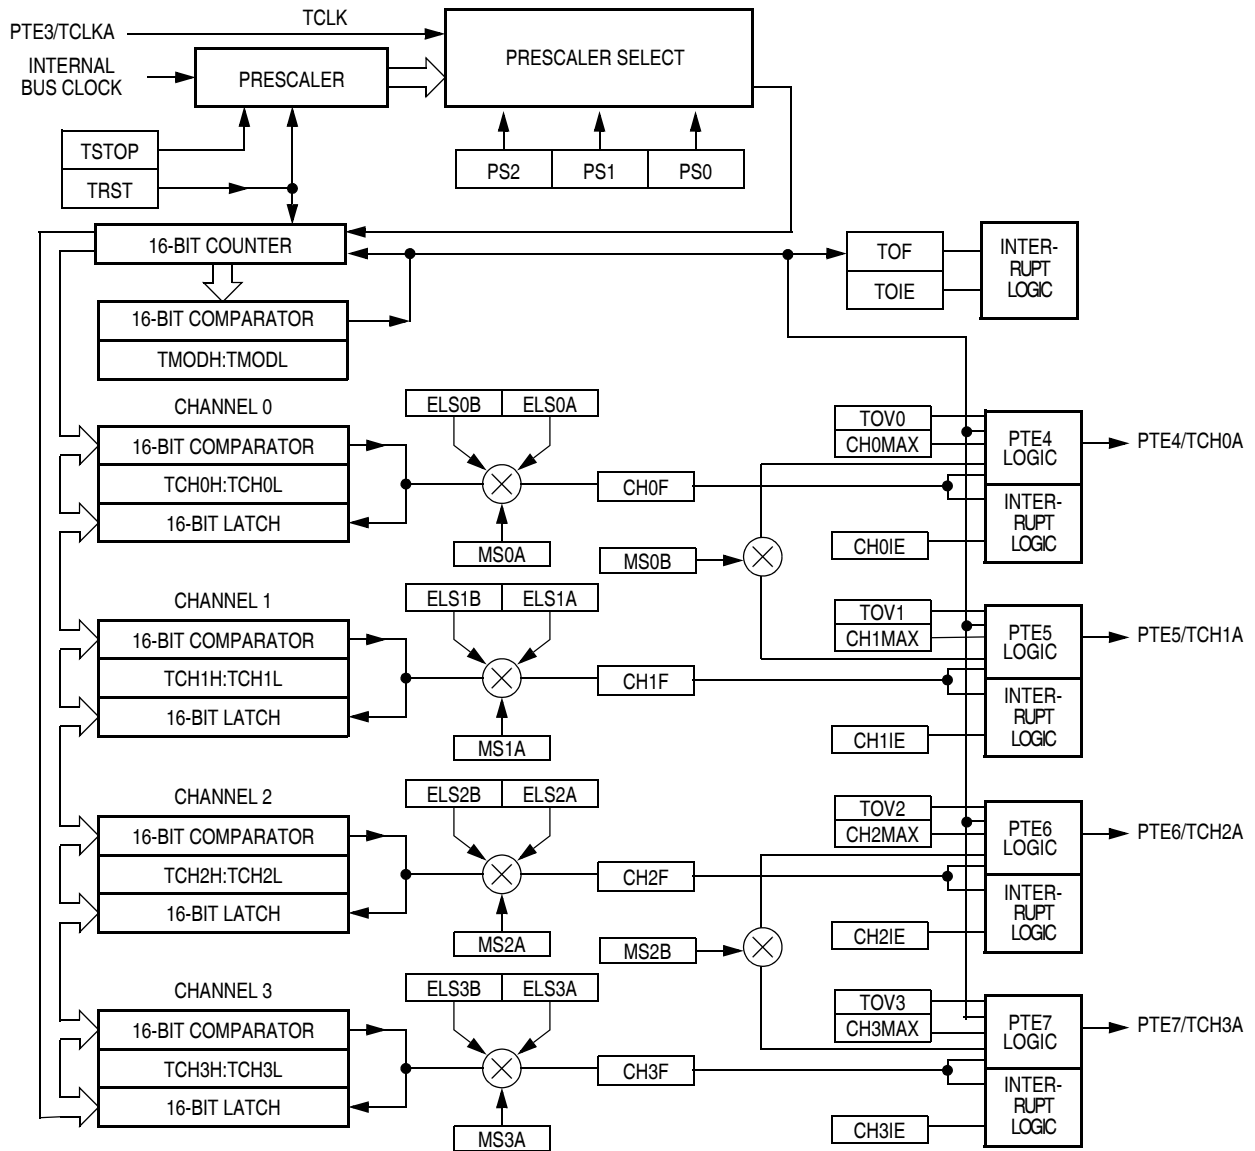 TCLK
PTE3/TCLKA
PRESCALER SELECT
INTERNAL
BUS CLOCK
PRESCALER
TSTOP
TRST
PS2
PS1
PS0
16-BIT COUNTER
TOF
TOIE
INTER-
RUPT
LOGIC
16-BIT COMPARATOR
TMODH:TMODL
CHANNEL 0
ELS0B
ELS0A
TOV0
CH0MAX
PTE4
LOGIC
PTE4/TCH0A
16-BIT COMPARATOR
TCH0H:TCH0L
16-BIT LATCH
CH0F
MS0A
MS0B
CH0IE
INTER-
RUPT
LOGIC
CHANNEL 1
ELS1B
ELS1A
TOV1
CH1MAX
PTE5
LOGIC
PTE5/TCH1A
16-BIT COMPARATOR
TCH1H:TCH1L
16-BIT LATCH
CH1F
MS1A
CH1IE
INTER-
RUPT
LOGIC
CHANNEL 2
ELS2B
ELS2A
TOV2
CH2MAX
PTE6
LOGIC
PTE6/TCH2A
16-BIT COMPARATOR
TCH2H:TCH2L
16-BIT LATCH
CH2F
MS2A
MS2B
CH2IE
INTER-
RUPT
LOGIC
CHANNEL 3
ELS3B
ELS3A
TOV3
CH3MAX
PTE7
LOGIC
PTE7/TCH3A
16-BIT COMPARATOR
TCH3H:TCH3L
16-BIT LATCH
CH3F
MS3A
CH3IE
INTER-
RUPT
LOGIC